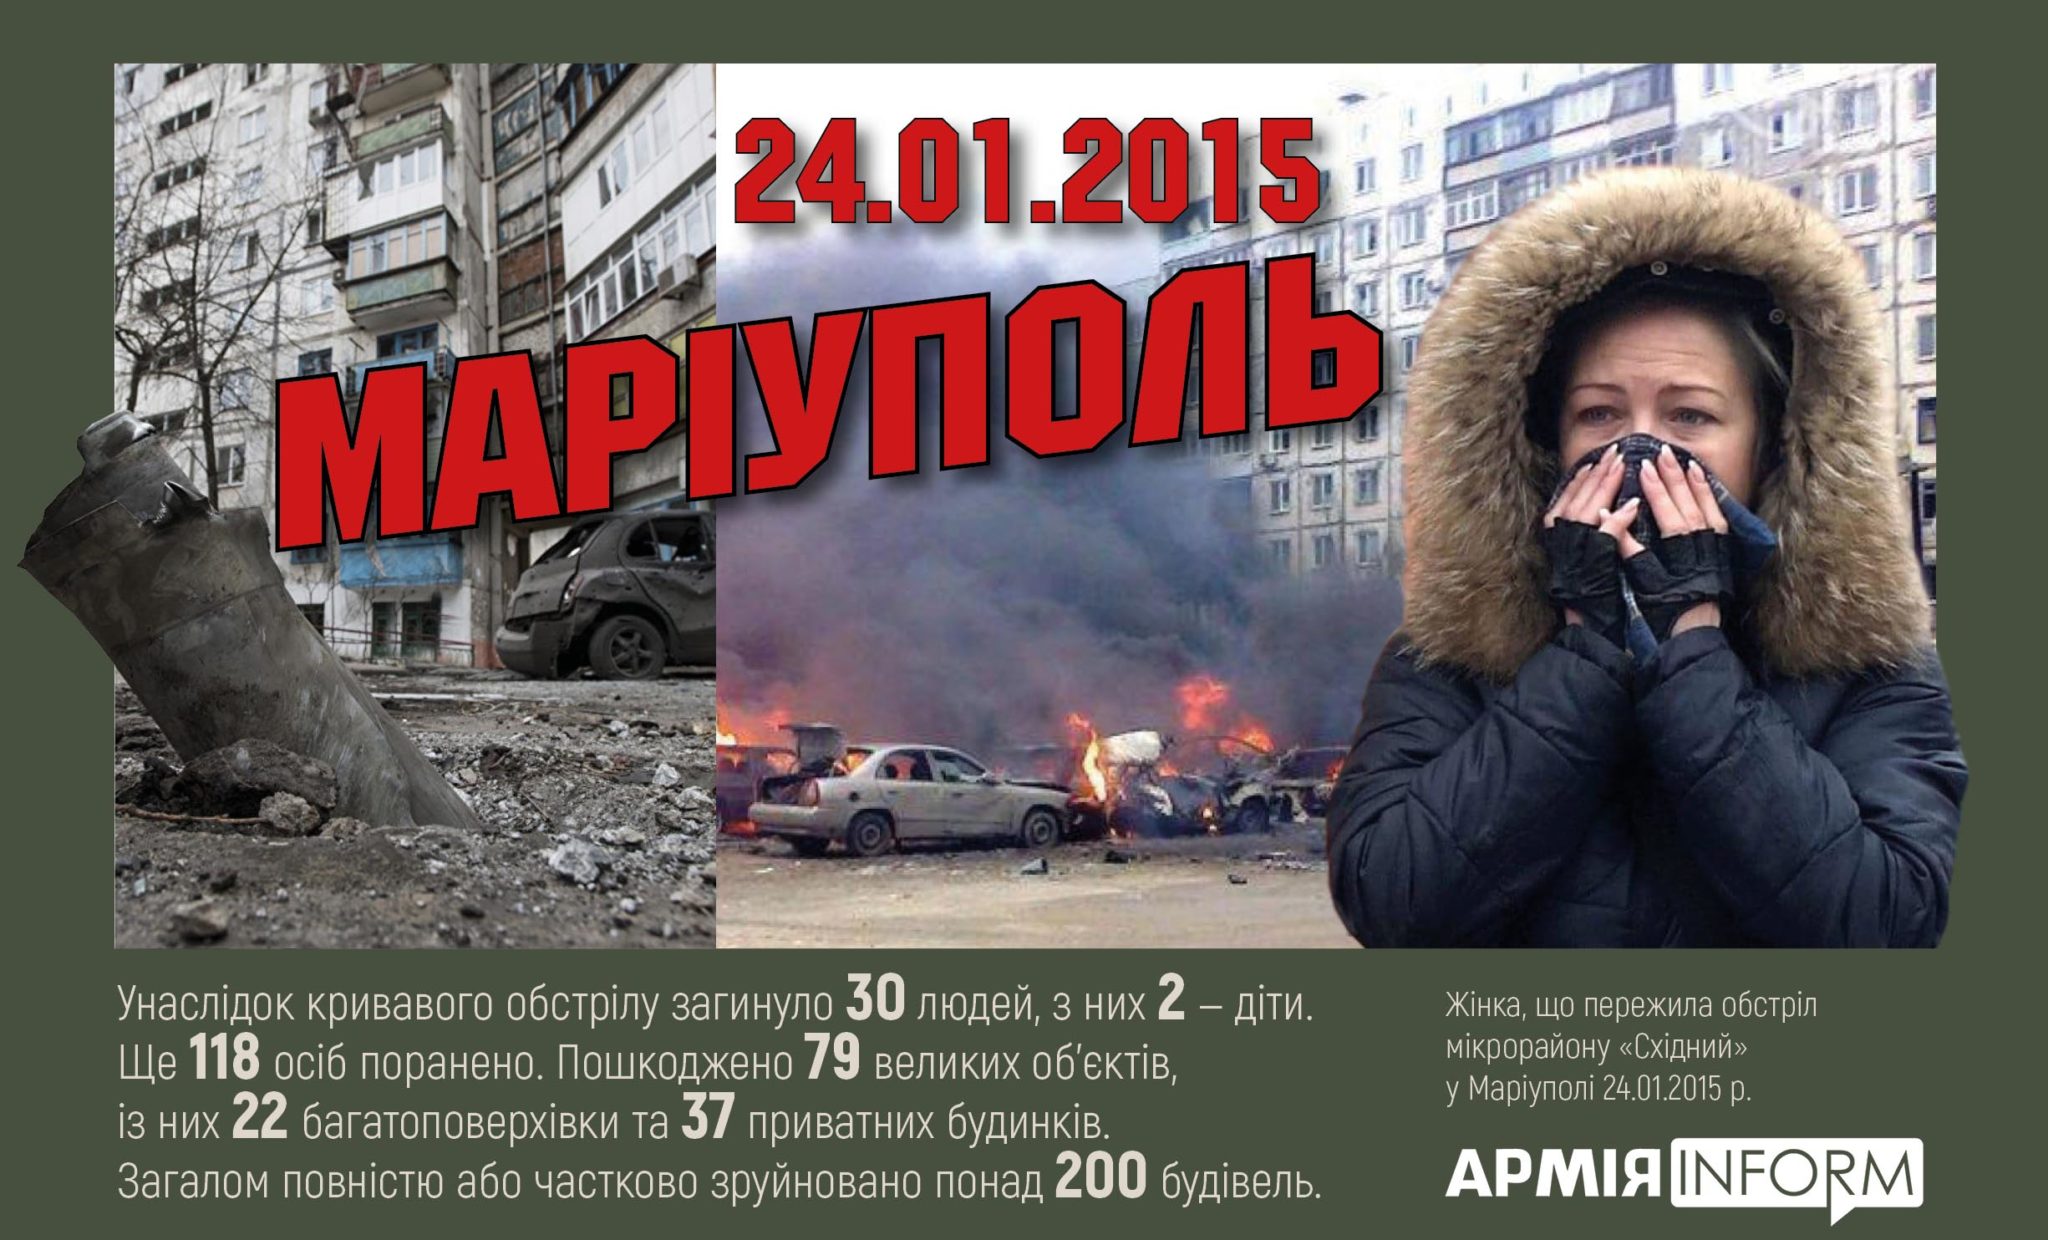 24.01.2015
МАРІУПОЛЬ
Унаслідок кривавого обстрілу загинуло 30 людей, з них 2 – діти.
Ще 118 осіб поранено. Пошкоджено 79 великих об’єктів,
із них 22 багатоповерхівки та 37 приватних будинків.
Загалом повністю або частково зруйновано понад 200 будівель.
Жінка, що пережила обстріл
мікрорайону «Східний»
у Маріуполі 24.01.2015 р.
АРМІЯINFORM